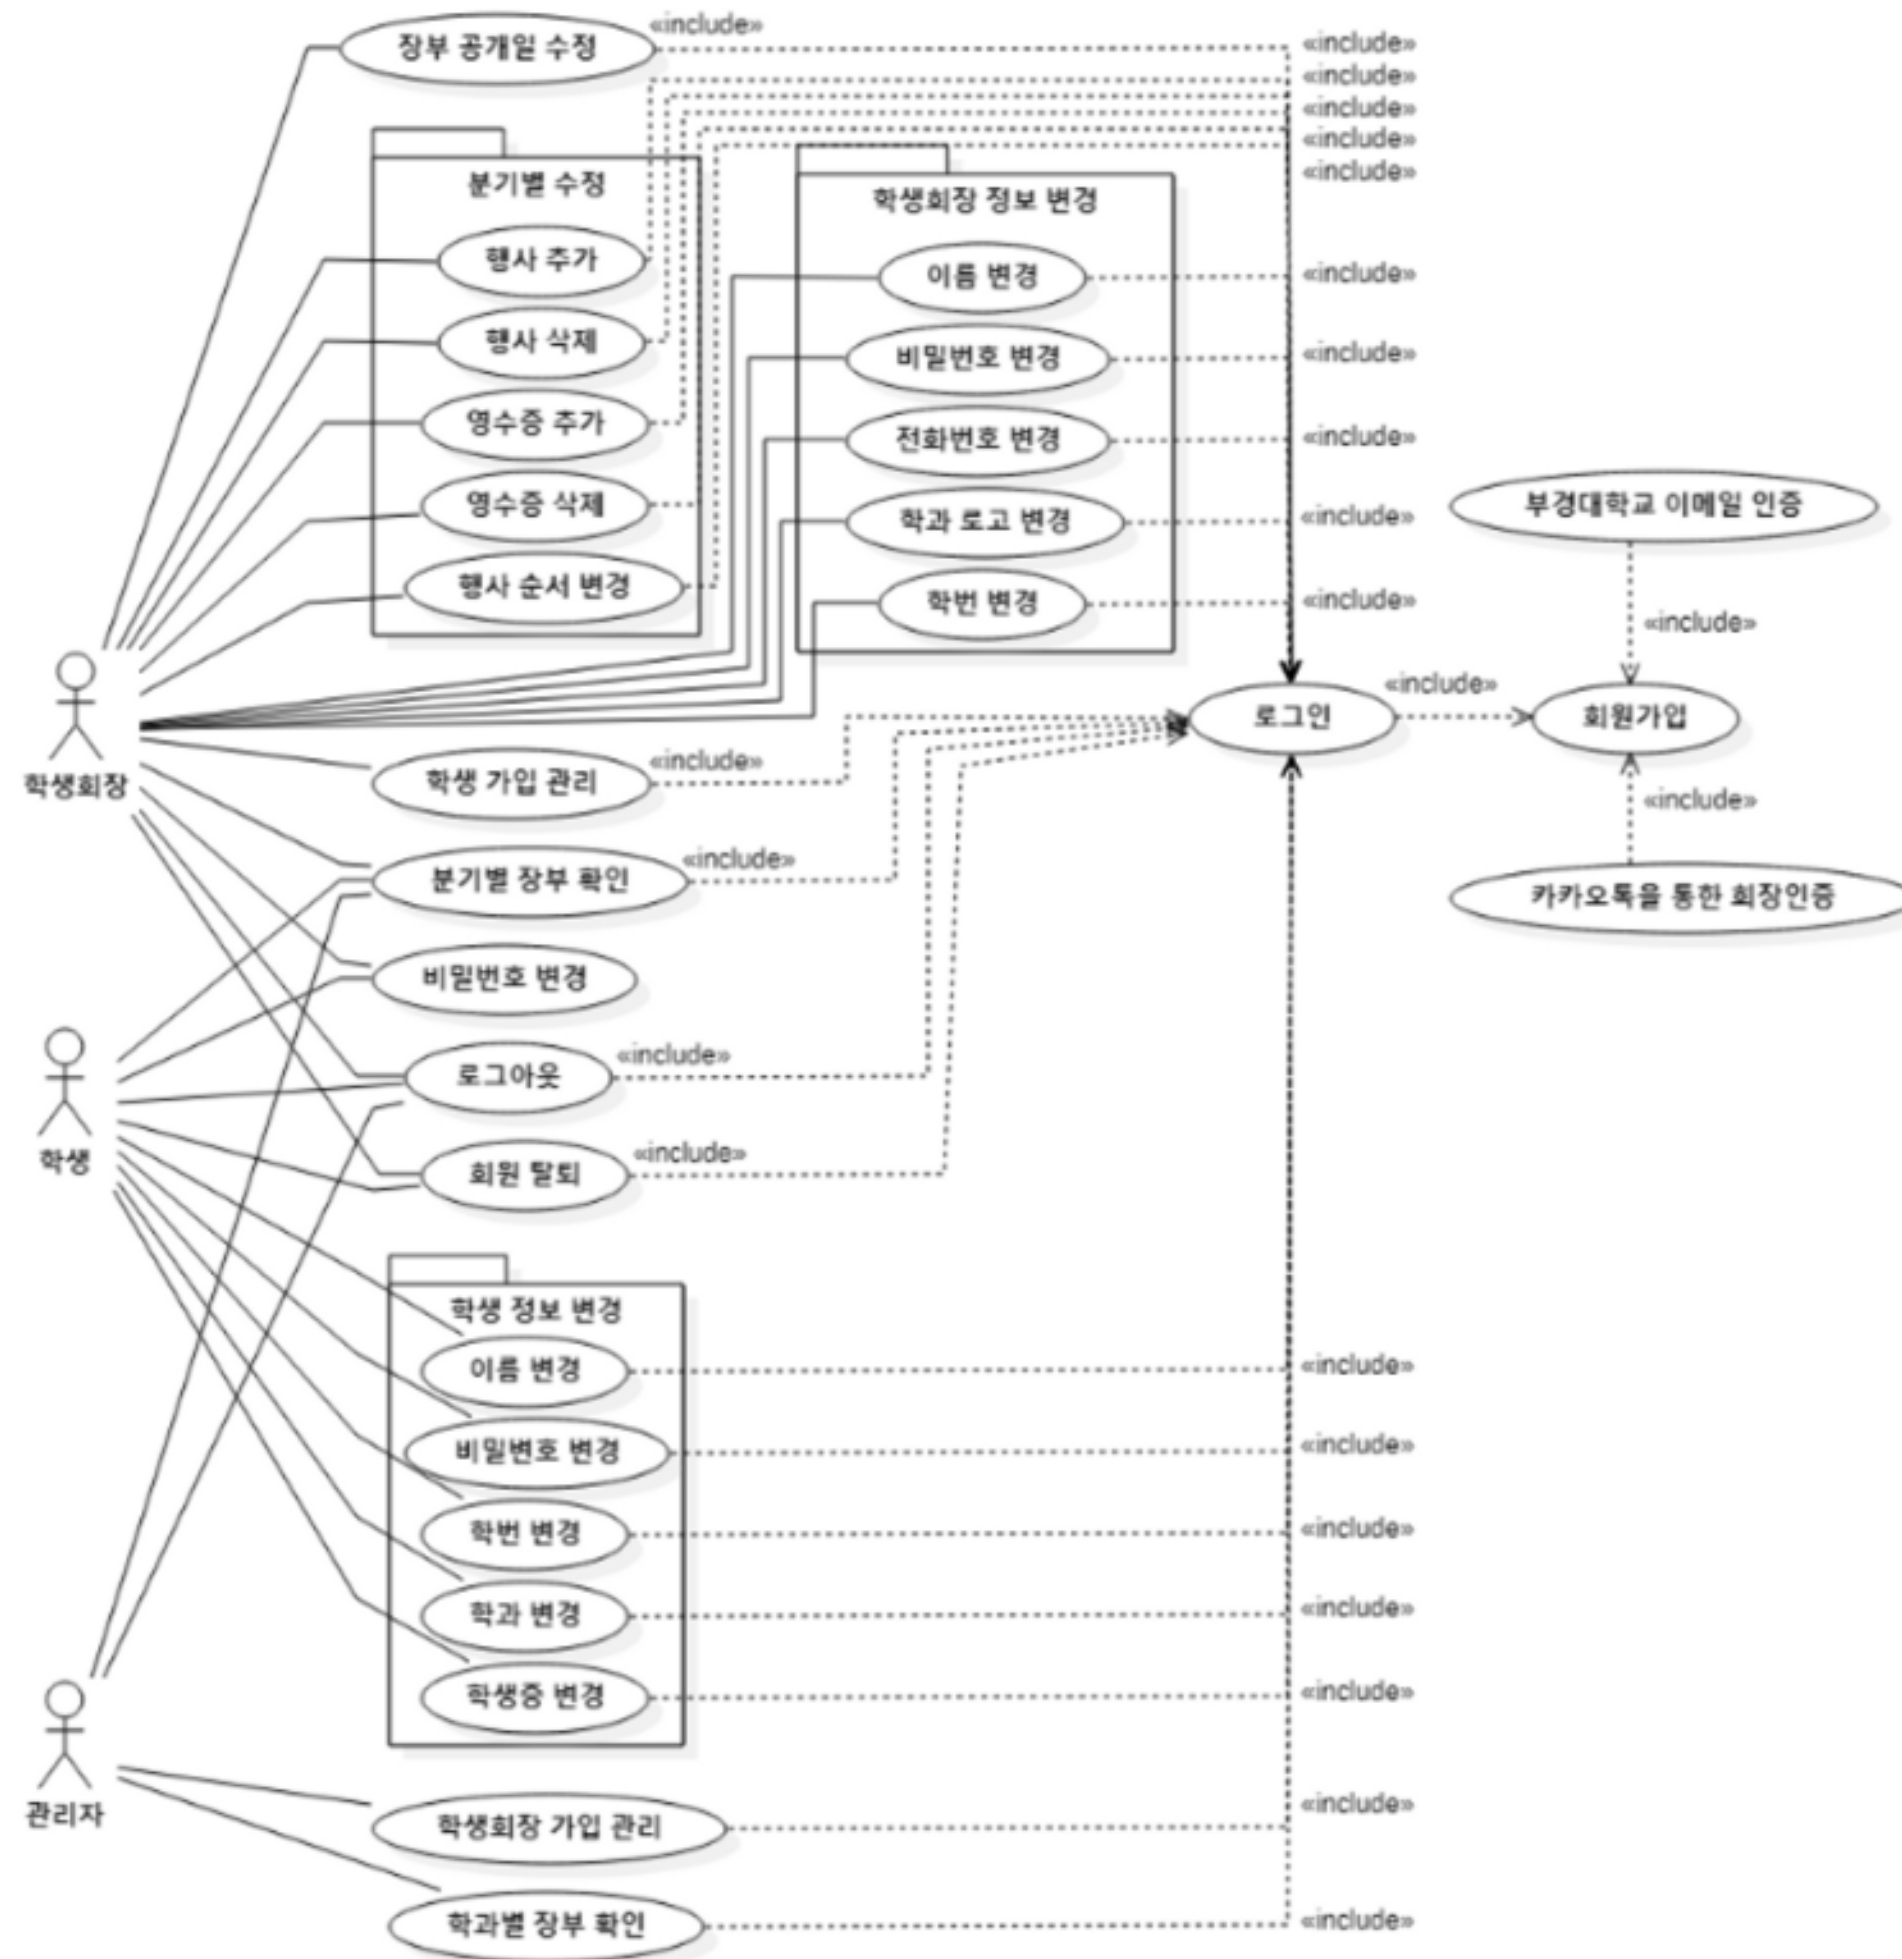 장부 공개일 수정
«include»
«include»
«include»
«include»
«include»
«include»
분기별 수정
행사 추가
행사 삭제
영수증 추가
영수증 삭제
행사 순서 변경
학생회장 정보 변경
이름 변경
«include»
비밀번호 변경
«include»
전화번호 변경
«include»
학과 로고 변경
«include»
학번 변경
«include»
부경대학교 이메일 인증
«include»
로그인
«include»
회원가입
«include»
카카오톡을 통한 회장인증
학생회장
학생 가입 관리
«include»
분기별 장부 확인
«include»
비밀번호 변경
로그아웃
«include»
회원 탈퇴
«include»
학생
학생 정보 변경
이름 변경
«include»
비밀변호 변경
«include»
학번 변경
«include»
학과 변경
«include»
학생증 변경
«include»
관리자
학생회장 가입 관리
«include»
학과별 장부 확인
«include»